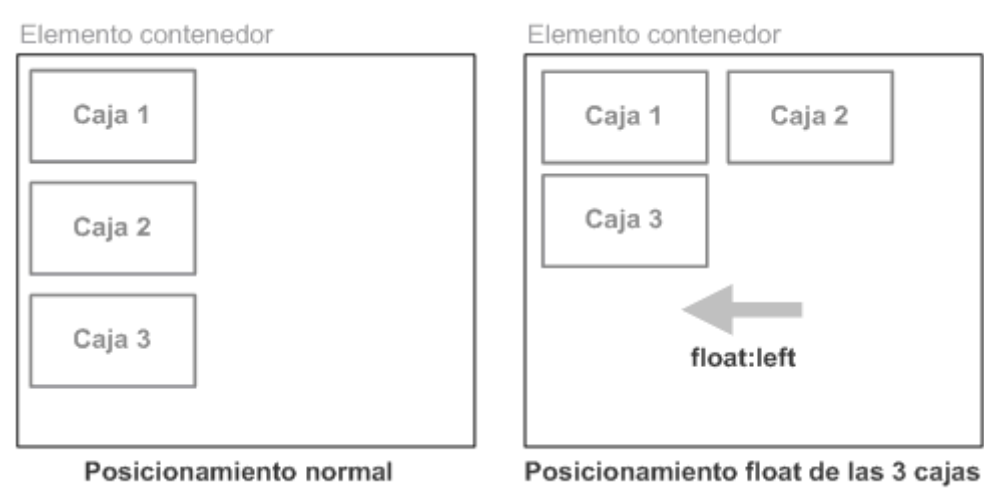 Elemento contenedor
Caja 1
Caja 2
Caja 3
Posicionamiento normal
Elemento contenedor
Caja 1 Caja 2
Caja 3
float:left
Posicionamiento float de las 3 cajas